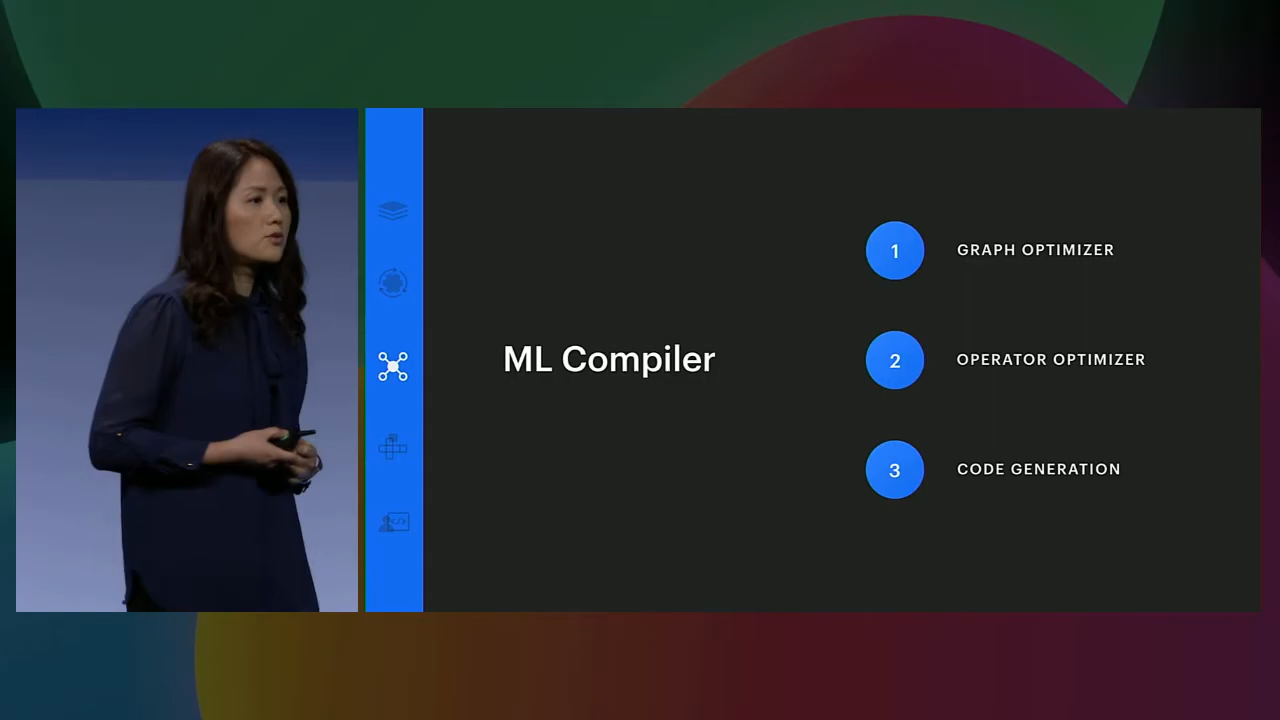 ML Compiler
1 GRAPH OPTIMIZER
2 OPERATOR OPTIMIZER
3 CODE GENERATION